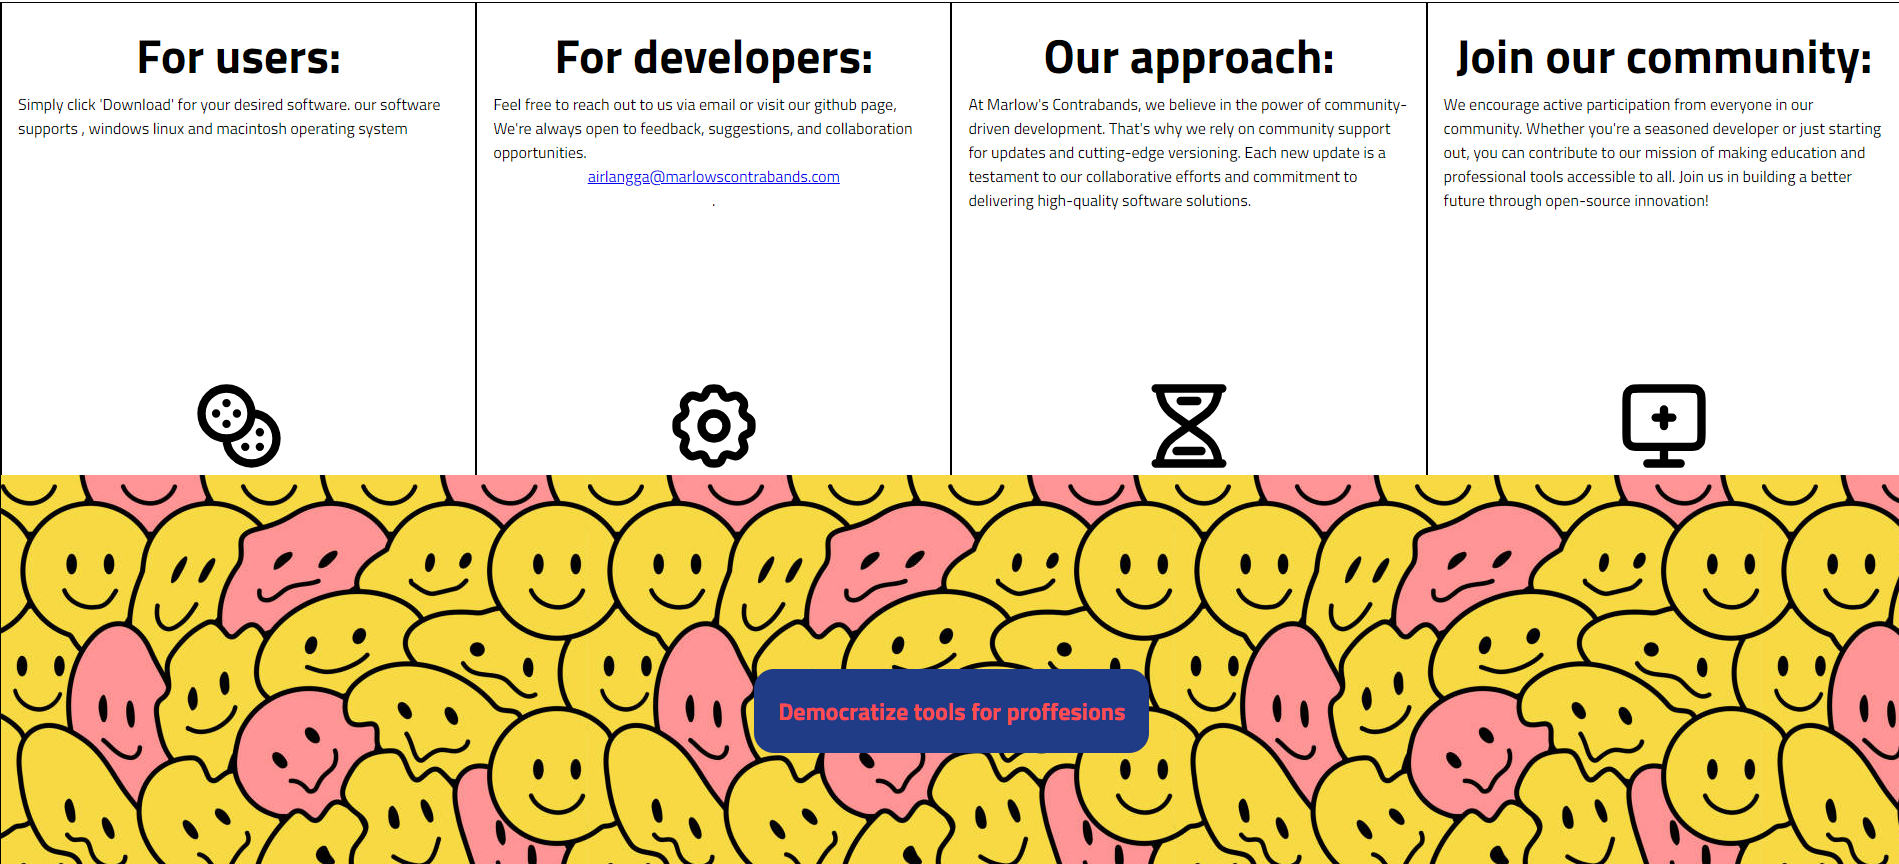 For users:
Simply click 'Download' for your desired software. our software
supports , windows linux and macintosh operating system
For developers:
Feel free to reach out to us via email or visit our github page,
We're always open to feedback, suggestions, and collaboration
opportunities.
airlangga@marlowscontrabands.com
.
Our approach:
At Marlow's Contrabands, we believe in the power of community-
driven development. That's why we rely on community support
for updates and cutting-edge versioning. Each new update is a
testament to our collaborative efforts and commitment to
delivering high-quality software solutions.
Join our community:
We encourage active participation from everyone in our
community. Whether you're a seasoned developer or just starting
out, you can contribute to our mission of making education and
professional tools accessible to all. Join us in building a better
future through open-source innovation!
Democratize tools for proffesions